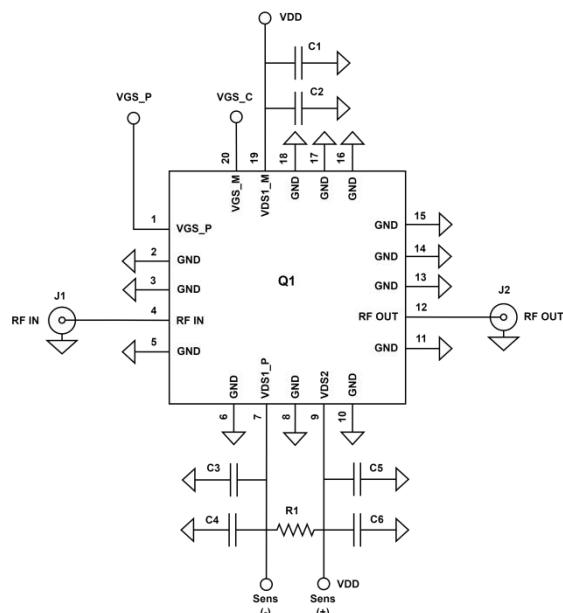 VDD
C1
C2
VGS_P
VGS_C
20
19
18
17
16
VGS_M
VDS1_M
GND
GND
GND
1
VGS_P
2
GND
3
GND
J1
RF IN
4
RF IN
5
GND
Q1
GND
15
GND
14
GND
13
J2
RF OUT
12
RF OUT
GND
11
GND
VDS1_P
GND
VDS2
GND
6
7
8
9
10
C3
C5
C4
R1
C6
VDD
Sens
(-)
Sens
(+)